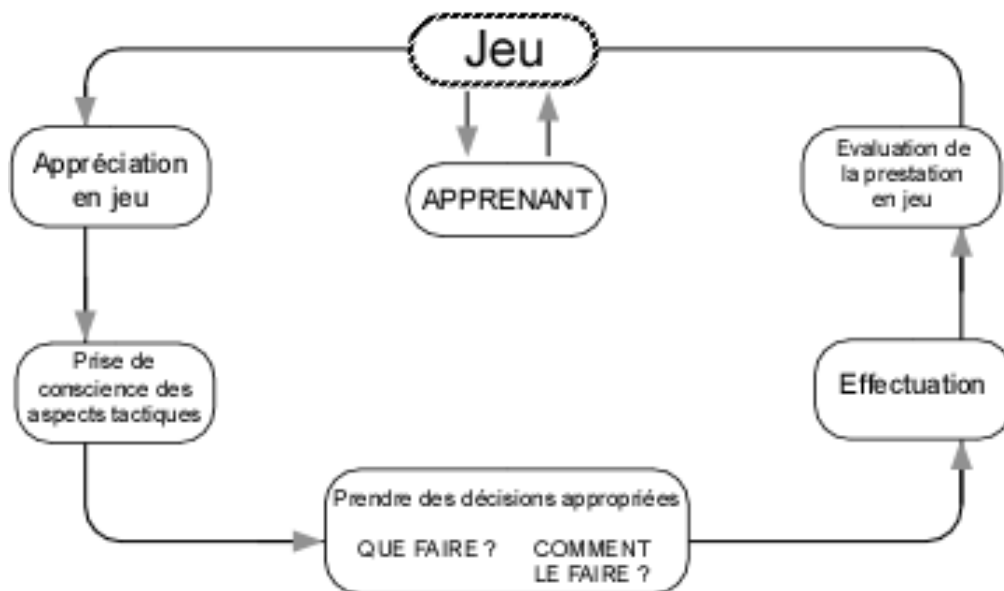 Jeu
Appréciation
en jeu
APPRENANT
Evaluation de
la prestation
en jeu
Prise de
conscience des
aspects tactiques
Effectuation
Prendre des décisions appropriées
QUE FAIRE ?
COMMENT
LE FAIRE ?